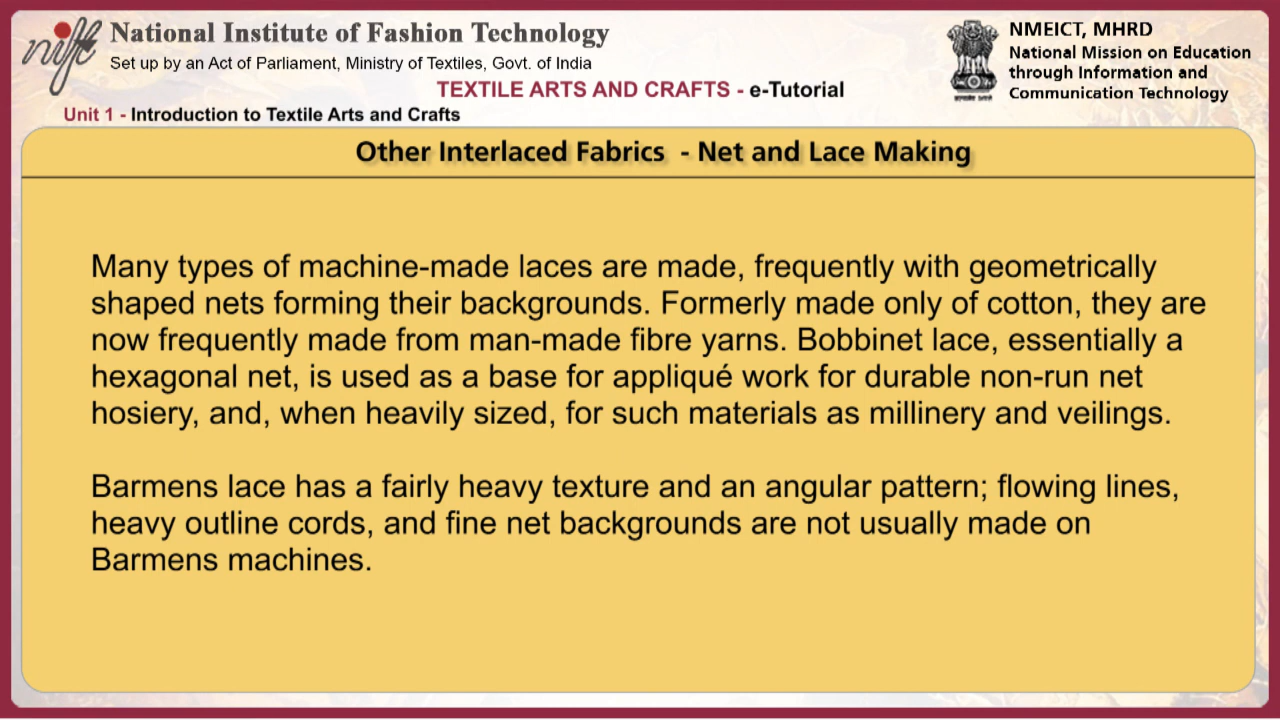 nift
National Institute of Fashion Technology
Set up by an Act of Parliament, Ministry of Textiles, Govt. of India
TEXTILE ARTS AND CRAFTS - e-Tutorial
Unit 1 - Introduction to Textile Arts and Crafts
NMEICT, MHRD
National Mission on Education
through Information and
Communication Technology
Other Interlaced Fabrics - Net and Lace Making
Many types of machine-made laces are made, frequently with geometrically
shaped nets forming their backgrounds. Formerly made only of cotton, they are
now frequently made from man-made fibre yarns. Bobbinet lace, essentially a
hexagonal net, is used as a base for appliqué work for durable non-run net
hosiery, and, when heavily sized, for such materials as millinery and veilings.
Barmens lace has a fairly heavy texture and an angular pattern; flowing lines,
heavy outline cords, and fine net backgrounds are not usually made on
Barmens machines.